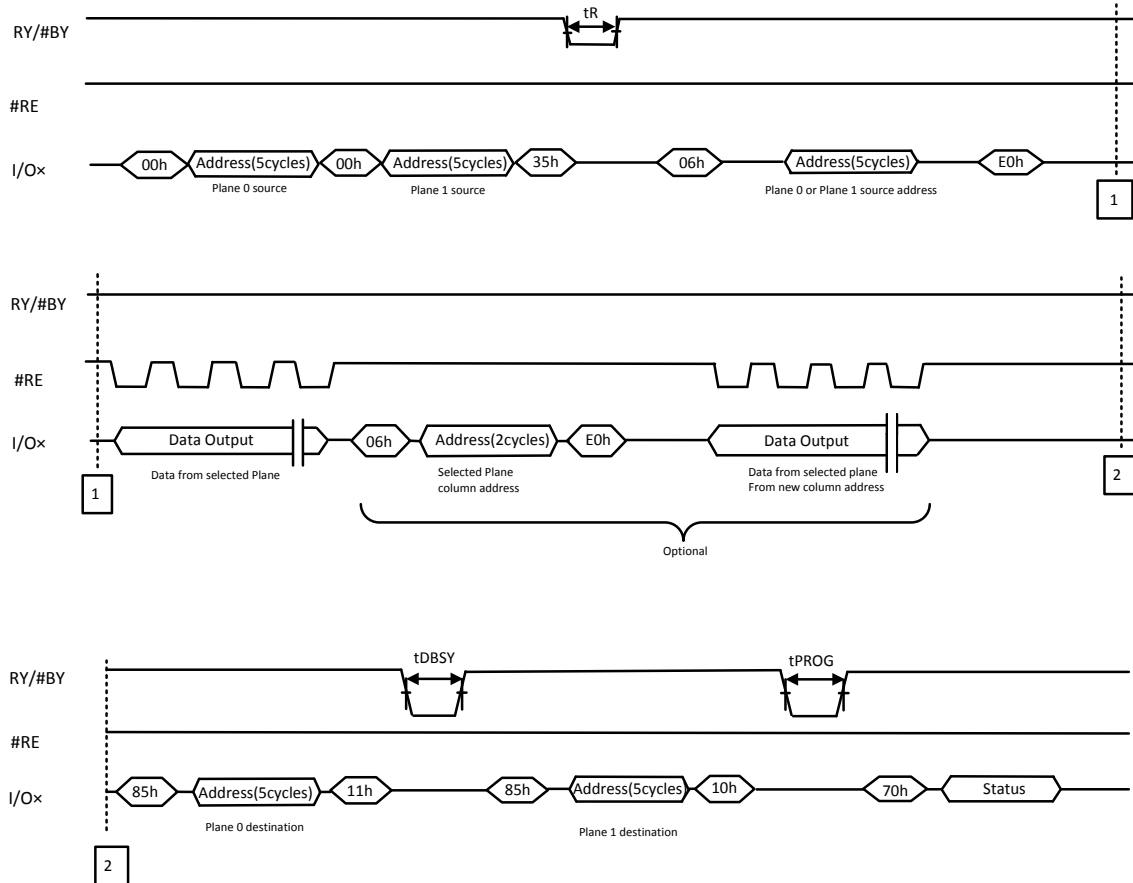 tR
RY/#BY
#RE
I/O×
00h Address(5cycles) 00h Address(5cycles) 35h 06h Address(5cycles) E0h
Plane 0 source Plane 1 source Plane 0 or Plane 1 source address
1
RY/#BY
#RE
I/O×
Data Output 06h Address(2cycles) E0h Data Output
Data from selected Plane
Selected Plane
column address
Data from selected plane
From new column address
1
2
Optional
tDBSY tPROG
RY/#BY
#RE
I/O×
85h Address(5cycles) 11h 85h Address(5cycles) 10h 70h Status
Plane 0 destination Plane 1 destination
2